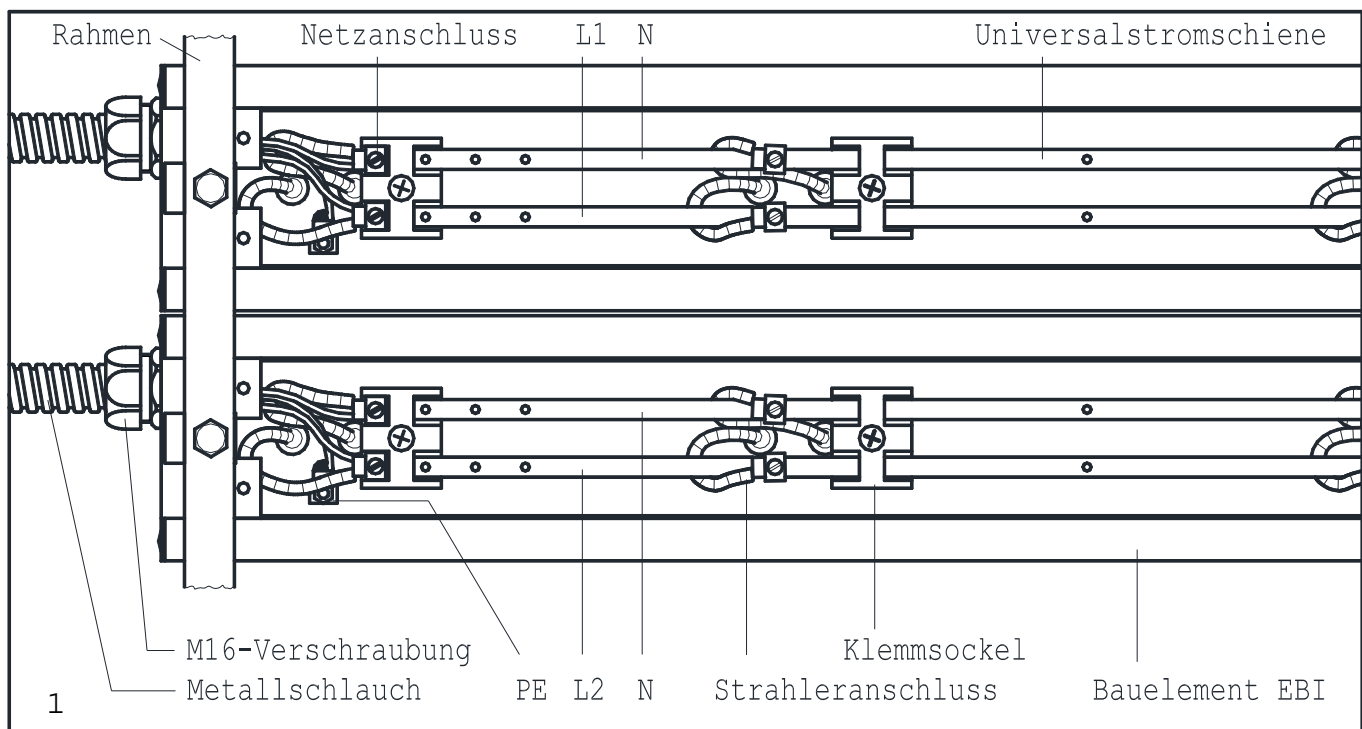 Rahmen Netzanschluss L1 N Universalstromschiene
M16-Verschraubung Klemmsockel
Metallschlauch PE L2 N Strahleranschluss Bauelement EBI
1